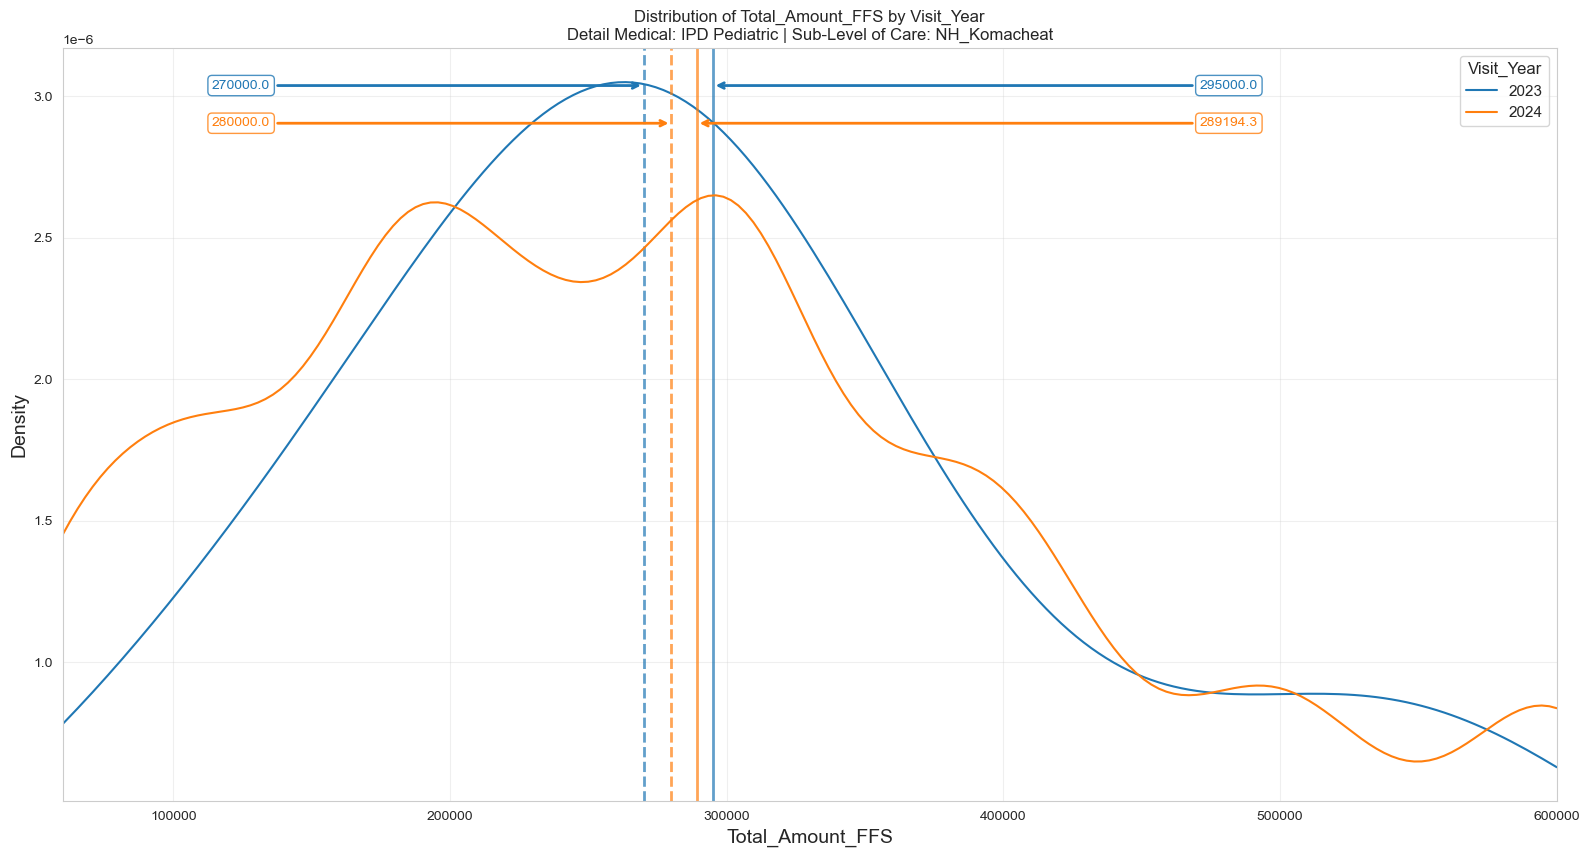 Distribution of Total_Amount_FFS by Visit_Year
Detail Medical: IPD Pediatric | Sub-Level of Care: NH_Komacheat
1e−6
Visit_Year
2023
2024
270000.0
295000.0
280000.0
289194.3
3.0
2.5
2.0
1.5
1.0
Density
100000
200000
300000
400000
500000
600000
Total_Amount_FFS